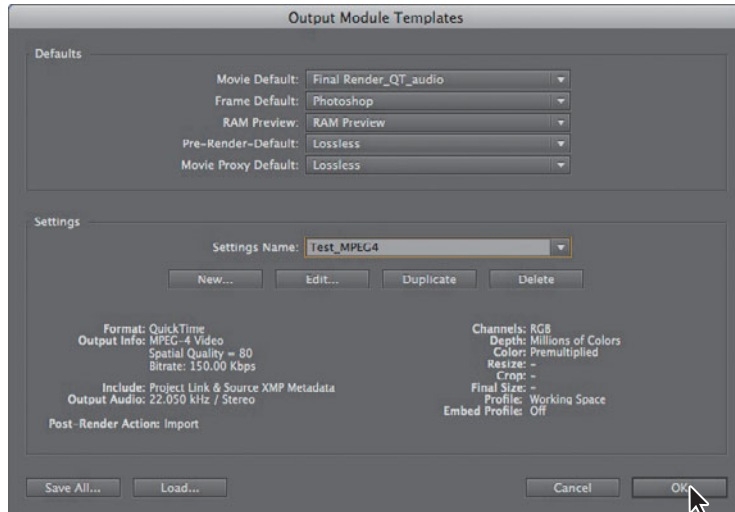 Output Module Templates
Defaults
Movie Default: Final Render_QT_audio
Frame Default: Photoshop
RAM Preview: RAM Preview
Pre-Render-Default: Lossless
Movie Proxy Default: Lossless
Settings
Settings Name: Test_MPEG4
New... Edit... Duplicate Delete
Format: QuickTime
Output Info: MPEG-4 Video
Spatial Quality = 80
Bitrate: 150.00 Kbps
Include: Project Link & Source XMP Metadata
Output Audio: 22.050 kHz / Stereo
Post-Render Action: Import
Channels: RGB
Depth: Millions of Colors
Color: Premultiplied
Resize: -
Crop: -
Final Size: -
Profile: Working Space
Embed Profile: Off
Save All... Load... Cancel OK